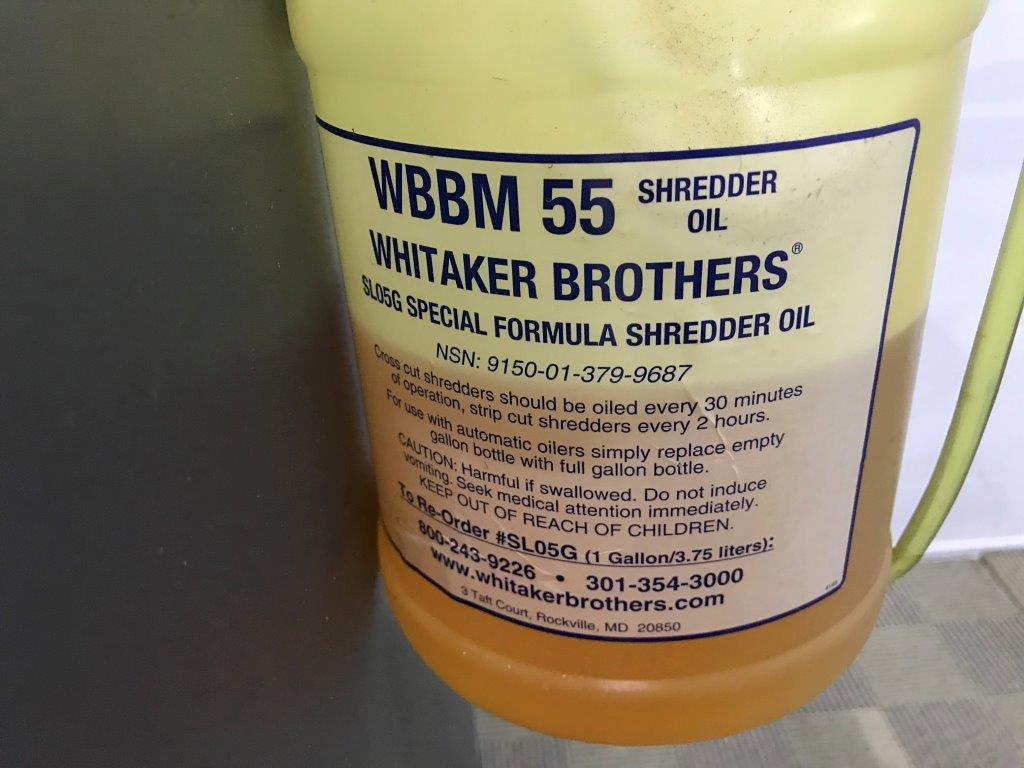 WBBM 55 SHREDDER OIL
WHITAKER BROTHERS®
SL05G SPECIAL FORMULA SHREDDER OIL
NSN: 9150-01-379-9687
Cross cut shredders should be oiled every 30 minutes
of operation, strip cut shredders every 2 hours.
For use with automatic oilers simply replace empty
gallon bottle with full gallon bottle.
CAUTION: Harmful if swallowed. Do not induce
vomiting. Seek medical attention immediately.
KEEP OUT OF REACH OF CHILDREN.
To Re-Order #SL05G (1 Gallon/3.75 liters):
800-243-9226 • 301-354-3000
www.whitakerbrothers.com
3 Taft Court, Rockville, MD 20850